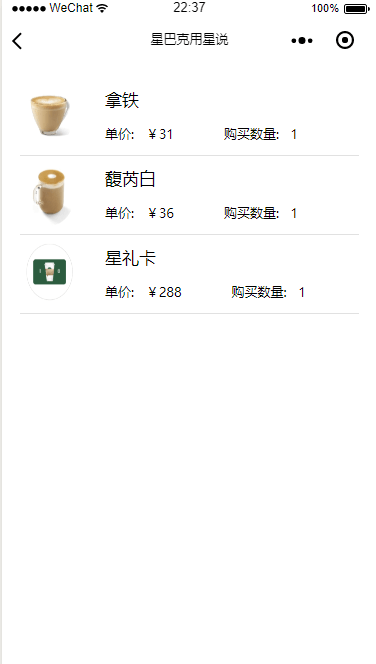 WeChat 22:37 100%
星巴克用星说
拿铁
单价: ￥31 购买数量: 1
馥芮白
单价: ￥36 购买数量: 1
星礼卡
单价: ￥288 购买数量: 1